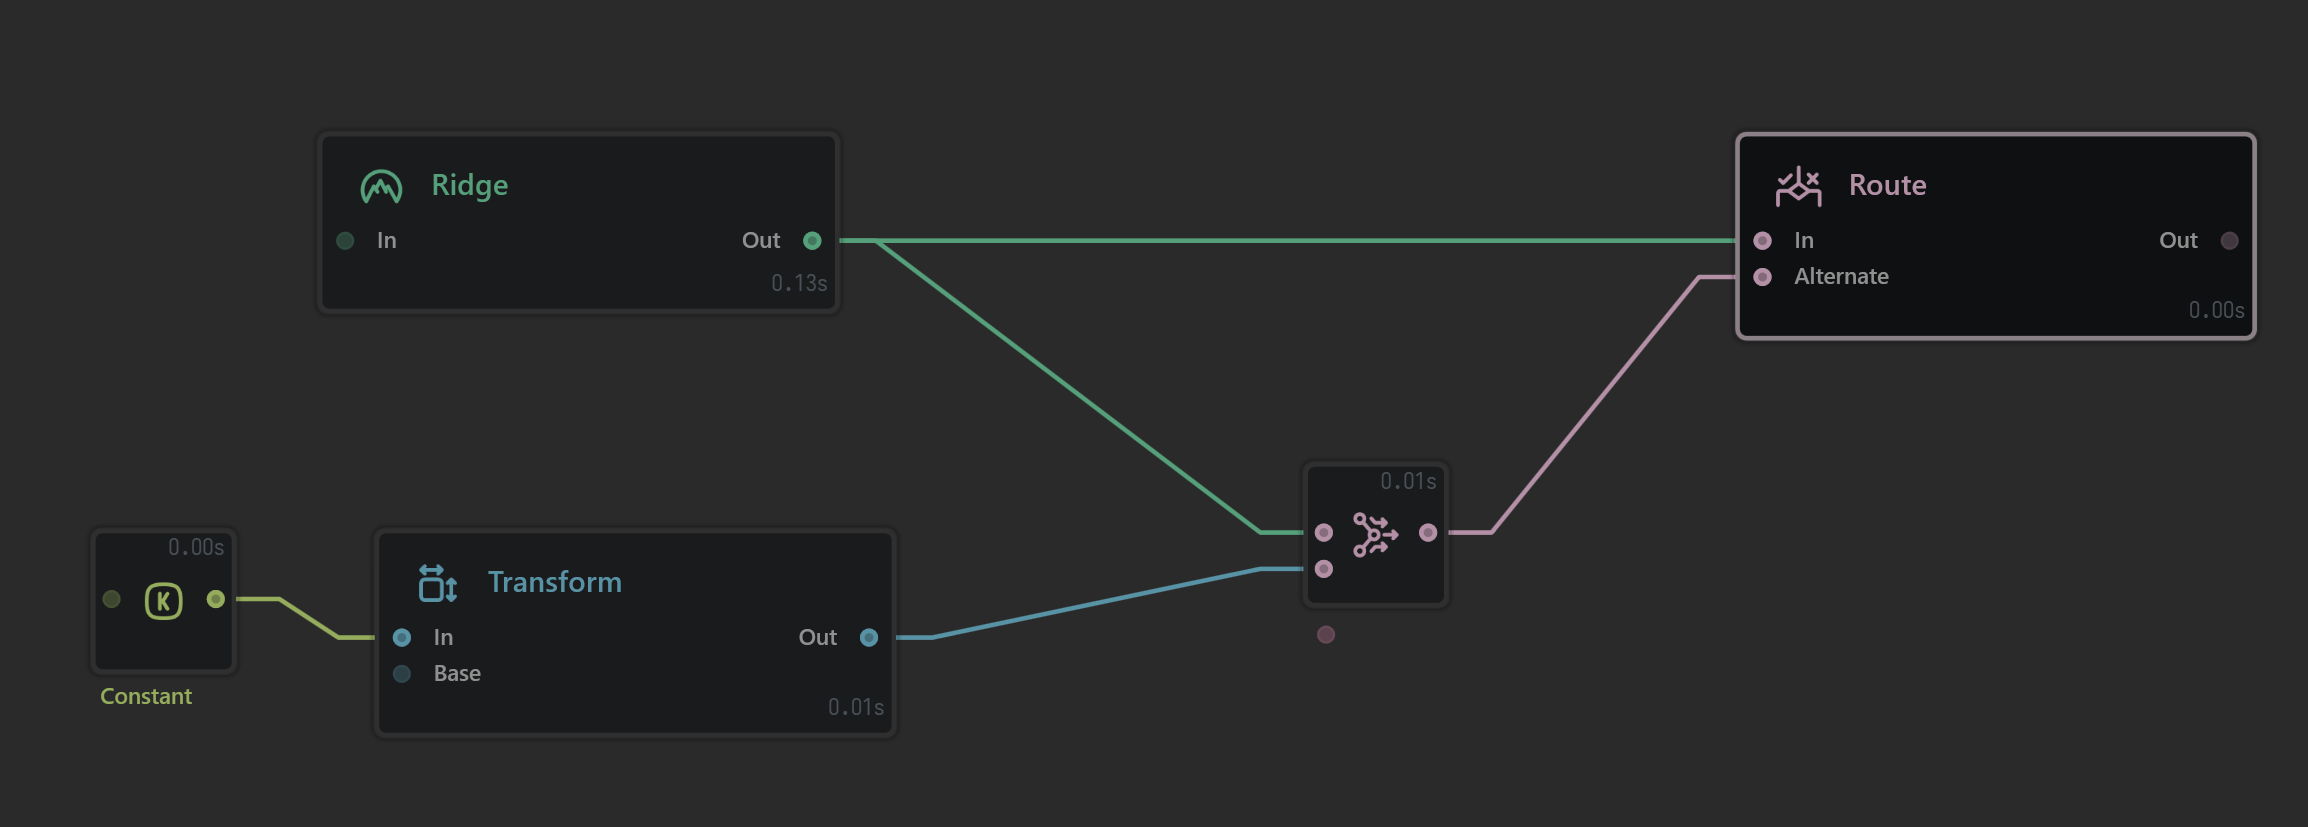 Ridge
In
Out
0.13s
Route
In
Out
Alternate
0.00s
0.01s
0.00s
K
Constant
Transform
In
Out
Base
0.01s